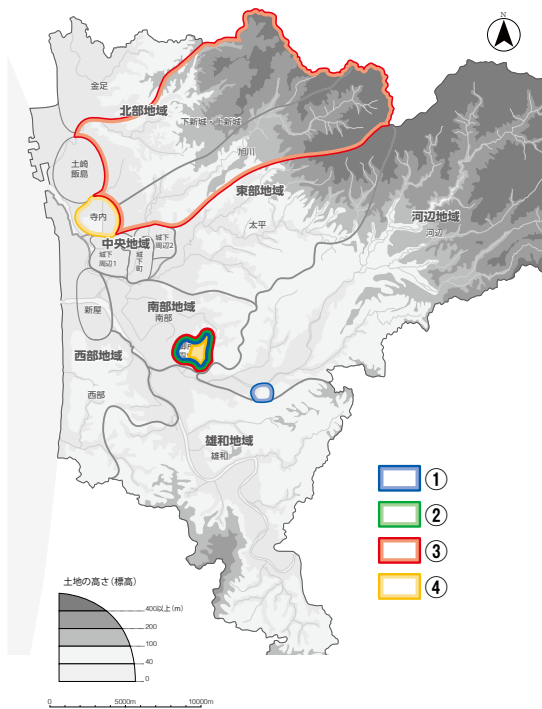 N
金足
北部地域
下新城・上新城
土崎
飯島
旭川
東部地域
寺内
河辺地域
河辺
太平
中央地域
城下
周辺2
城下
周辺1
城下
町
新屋
南部地域
南部
西部地域
西部
雄和地域
雄和
①
②
③
④
土地の高さ(標高)
400以上(m)
200
100
40
0
0
5000m
10000m